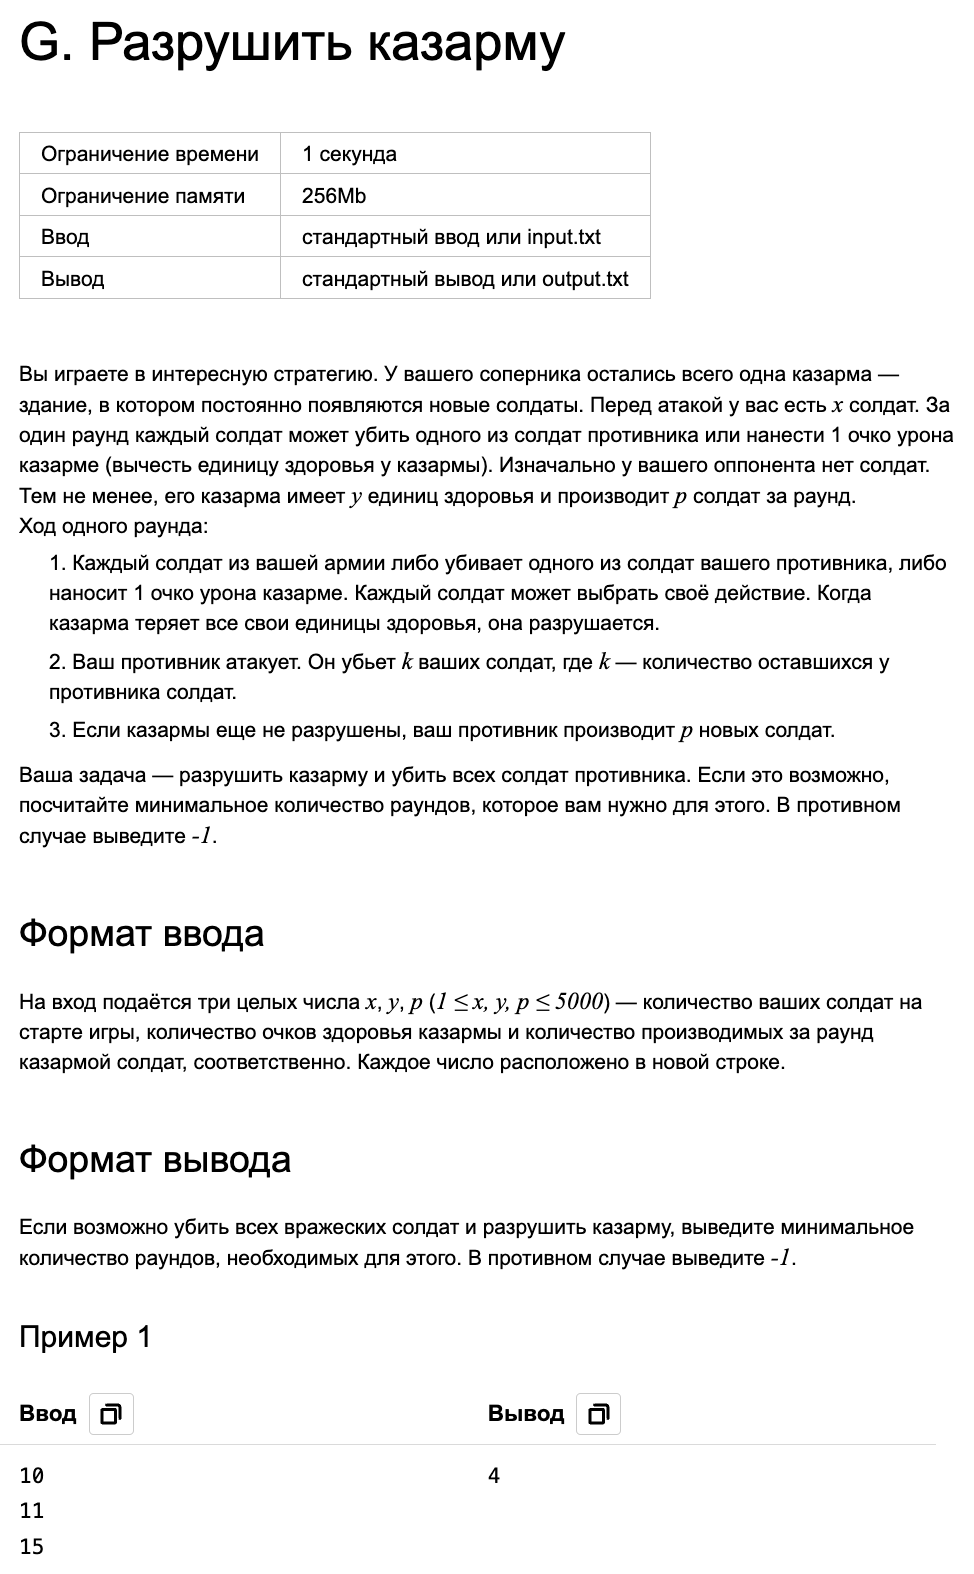 G. Разрушить казарму
Ограничение времени 1 секунда
Ограничение памяти 256Mb
Ввод стандартный ввод или input.txt
Вывод стандартный вывод или output.txt
Вы играете в интересную стратегию. У вашего соперника остались всего одна казарма —
здание, в котором постоянно появляются новые солдаты. Перед атакой у вас есть x солдат. За
один раунд каждый солдат может убить одного из солдат противника или нанести 1 очко урона
казарме (вычесть единицу здоровья у казармы). Изначально у вашего оппонента нет солдат.
Тем не менее, его казарма имеет y единиц здоровья и производит p солдат за раунд.
Ход одного раунда:
1. Каждый солдат из вашей армии либо убивает одного из солдат вашего противника, либо
наносит 1 очко урона казарме. Каждый солдат может выбрать своё действие. Когда
казарма теряет все свои единицы здоровья, она разрушается.
2. Ваш противник атакует. Он убьет k ваших солдат, где k — количество оставшихся у
противника солдат.
3. Если казармы еще не разрушены, ваш противник производит p новых солдат.
Ваша задача — разрушить казарму и убить всех солдат противника. Если это возможно,
посчитайте минимальное количество раундов, которое вам нужно для этого. В противном
случае выведите -1.
Формат ввода
На вход подаётся три целых числа x, y, p (1 ≤ x, y, p ≤ 5000) — количество ваших солдат на
старте игры, количество очков здоровья казармы и количество производимых за раунд
казармой солдат, соответственно. Каждое число расположено в новой строке.
Формат вывода
Если возможно убить всех вражеских солдат и разрушить казарму, выведите минимальное
количество раундов, необходимых для этого. В противном случае выведите -1.
Пример 1
Ввод Вывод
10 4
11
15